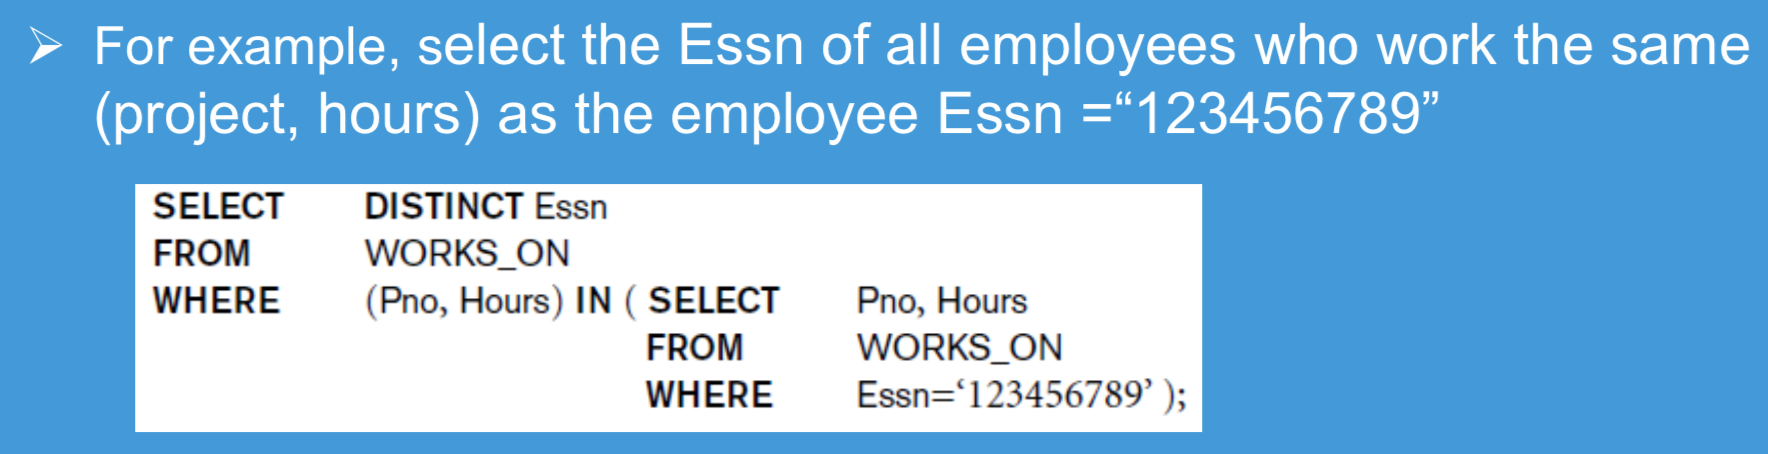 ➢ For example, select the Essn of all employees who work the same
(project, hours) as the employee Essn =“123456789”
SELECT DISTINCT Essn
FROM WORKS_ON
WHERE (Pno, Hours) IN ( SELECT Pno, Hours
FROM WORKS_ON
WHERE Essn=‘123456789’ );